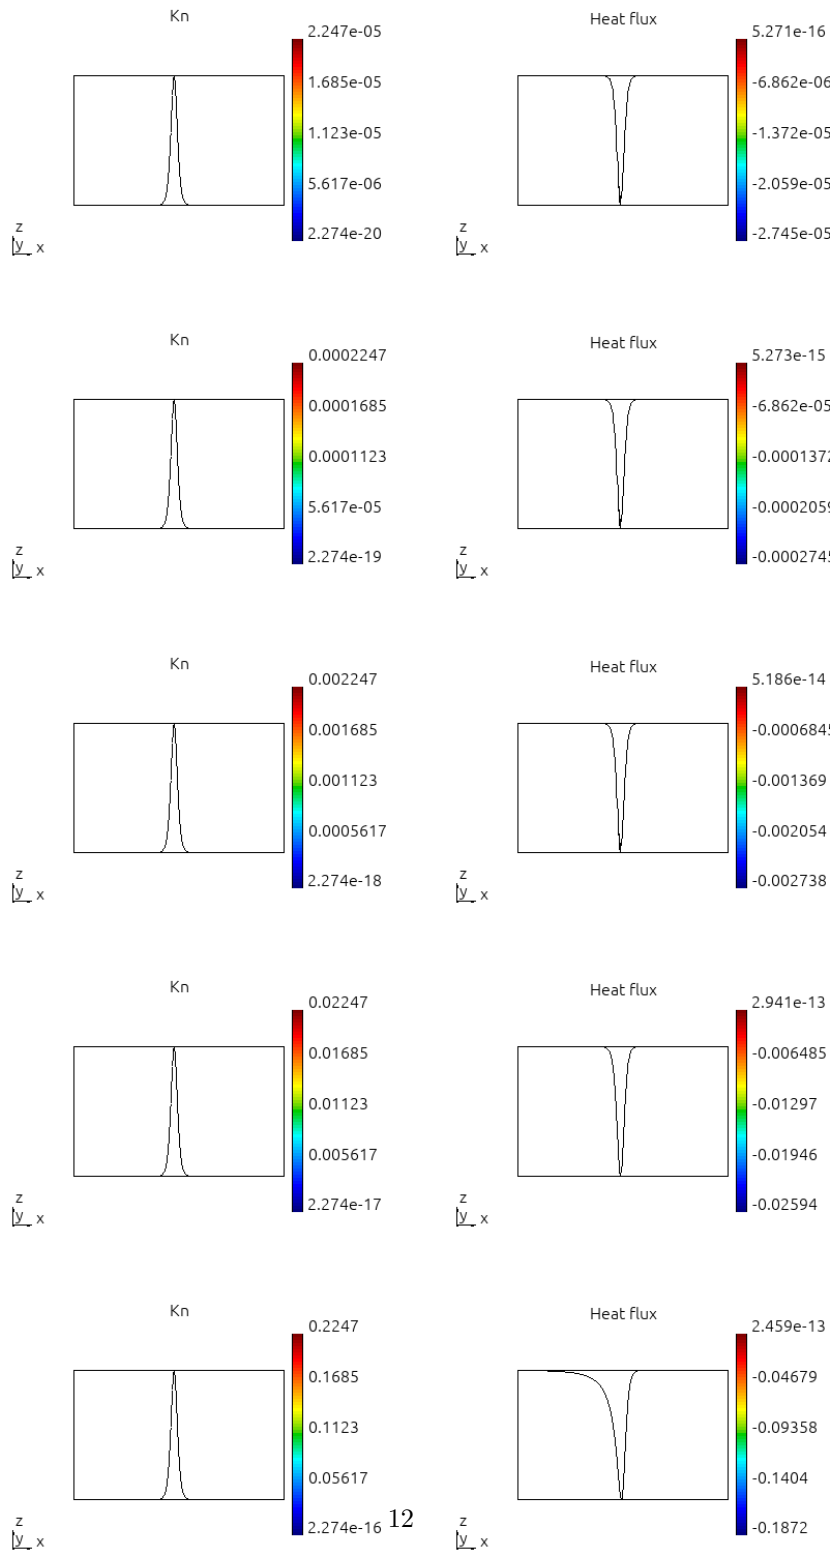 Kn
2.247e-05
1.685e-05
1.123e-05
5.617e-06
2.274e-20
z
y x
Heat flux
5.271e-16
-6.862e-06
-1.372e-05
-2.059e-05
-2.745e-05
z
y x
Kn
0.0002247
0.0001685
0.0001123
5.617e-05
2.274e-19
z
y x
Heat flux
5.273e-15
-6.862e-05
-0.0001372
-0.0002059
-0.0002745
z
y x
Kn
0.002247
0.001685
0.001123
0.0005617
2.274e-18
z
y x
Heat flux
5.186e-14
-0.0006845
-0.001369
-0.002054
-0.002738
z
y x
Kn
0.02247
0.01685
0.01123
0.005617
2.274e-17
z
y x
Heat flux
2.941e-13
-0.006485
-0.01297
-0.01946
-0.02594
z
y x
Kn
0.2247
0.1685
0.1123
0.05617
2.274e-16
z
y x
Heat flux
2.459e-13
-0.04679
-0.09358
-0.1404
-0.1872
z
y x
12